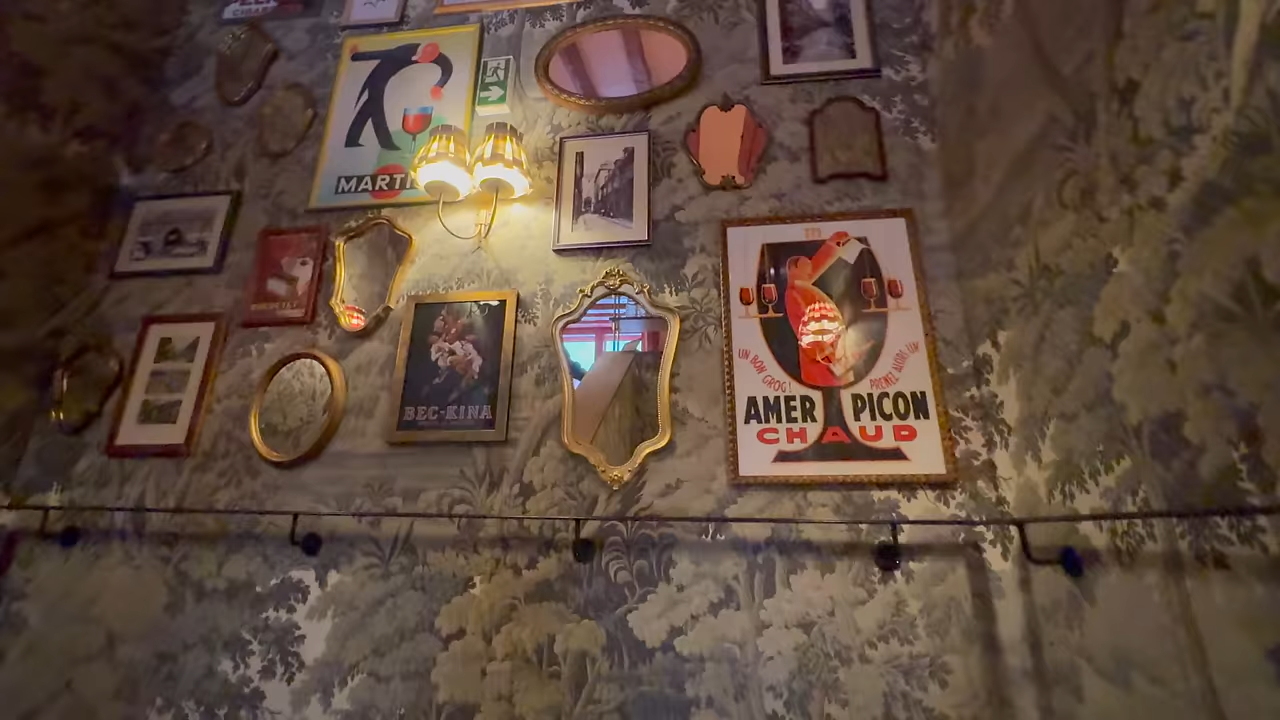 MARTI
BEC-KINA
UN BON GROG!
PRENEZ ALORS UN
AMER PICON
CHAUD